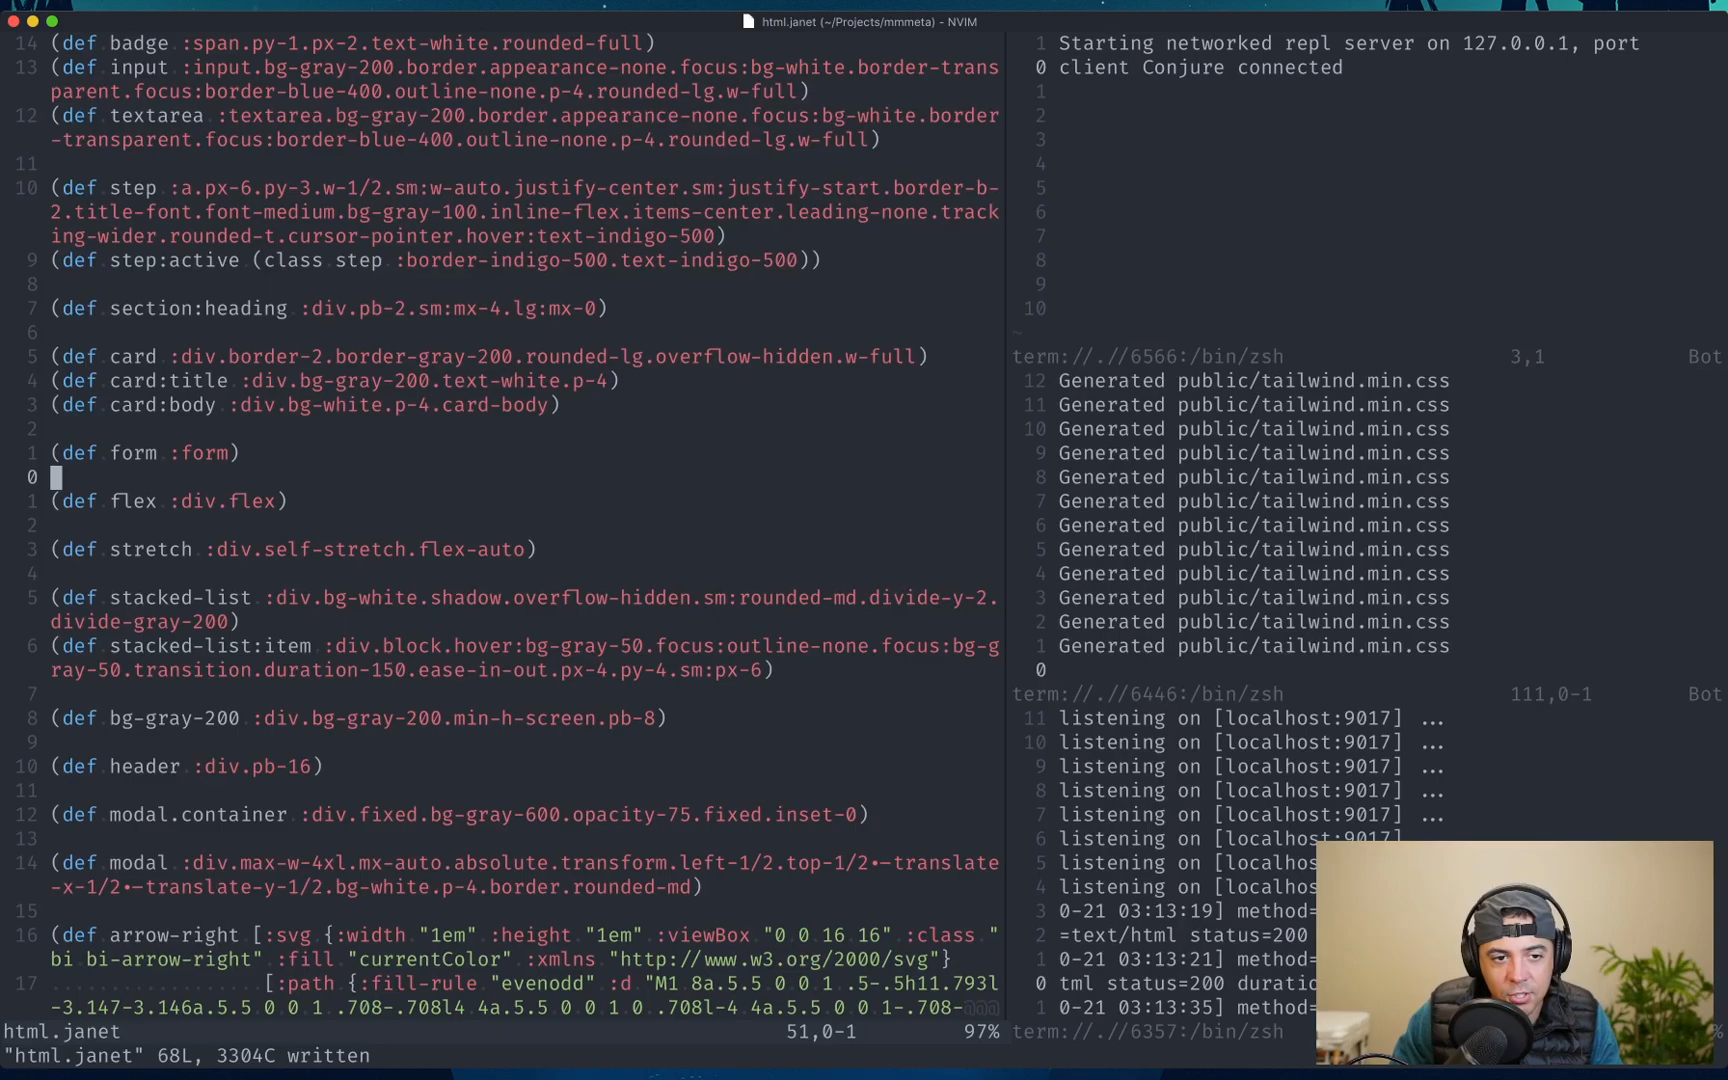 html.janet (~/Projects/mmmeta) - NVIM
14 (def badge :span.py-1.px-2.text-white.rounded-full)
13 (def input :input.bg-gray-200.border.appearance-none.focus:bg-white.border-trans
parent.focus:border-blue-400.outline-none.p-4.rounded-lg.w-full)
12 (def textarea :textarea.bg-gray-200.border.appearance-none.focus:bg-white.border
-transparent.focus:border-blue-400.outline-none.p-4.rounded-lg.w-full)
11
10 (def step :a.px-6.py-3.w-1/2.sm:w-auto.justify-center.sm:justify-start.border-b-
2.title-font.font-medium.bg-gray-100.inline-flex.items-center.leading-none.track
ing-wider.rounded-t.cursor-pointer.hover:text-indigo-500)
9 (def step:active (class step :border-indigo-500.text-indigo-500))
8
7 (def section:heading :div.pb-2.sm:mx-4.lg:mx-0)
6
5 (def card :div.border-2.border-gray-200.rounded-lg.overflow-hidden.w-full)
4 (def card:title :div.bg-gray-200.text-white.p-4)
3 (def card:body :div.bg-white.p-4.card-body)
2
1 (def form :form)
0
1 (def flex :div.flex)
2
3 (def stretch :div.self-stretch.flex-auto)
4
5 (def stacked-list :div.bg-white.shadow.overflow-hidden.sm:rounded-md.divide-y-2.
divide-gray-200)
6 (def stacked-list:item :div.block.hover:bg-gray-50.focus:outline-none.focus:bg-g
ray-50.transition.duration-150.ease-in-out.px-4.py-4.sm:px-6)
7
8 (def bg-gray-200 :div.bg-gray-200.min-h-screen.pb-8)
9
10 (def header :div.pb-16)
11
12 (def modal.container :div.fixed.bg-gray-600.opacity-75.fixed.inset-0)
13
14 (def modal :div.max-w-4xl.mx-auto.absolute.transform.left-1/2.top-1/2•-translate
-x-1/2•-translate-y-1/2.bg-white.p-4.border.rounded-md)
15
16 (def arrow-right [:svg {:width "1em" :height "1em" :viewBox "0 0 16 16" :class "
bi bi-arrow-right" :fill "currentColor" :xmlns "http://www.w3.org/2000/svg"}
17 [:path {:fill-rule "evenodd" :d "M1 8a.5.5 0 0 1 .5-.5h11.793l
-3.147-3.146a.5.5 0 0 1 .708-.708l4 4a.5.5 0 0 1 0 .708l-4 4a.5.5 0 0 1-.708-@@@
html.janet 51,0-1 97%
"html.janet" 68L, 3304C written
1 Starting networked repl server on 127.0.0.1, port
0 client Conjure connected
1
2
3
4
5
6
7
8
9
10
~
term://.//6566:/bin/zsh 3,1 Bot
12 Generated public/tailwind.min.css
11 Generated public/tailwind.min.css
10 Generated public/tailwind.min.css
9 Generated public/tailwind.min.css
8 Generated public/tailwind.min.css
7 Generated public/tailwind.min.css
6 Generated public/tailwind.min.css
5 Generated public/tailwind.min.css
4 Generated public/tailwind.min.css
3 Generated public/tailwind.min.css
2 Generated public/tailwind.min.css
1 Generated public/tailwind.min.css
0
term://.//6446:/bin/zsh 111,0-1 Bot
11 listening on [localhost:9017] ...
10 listening on [localhost:9017] ...
9 listening on [localhost:9017] ...
8 listening on [localhost:9017] ...
7 listening on [localhost:9017] ...
6 listening on [localhost:9017]
5 listening on [localhos
4 listening on [localhos
3 0-21 03:13:19] method=
2 =text/html status=200
1 0-21 03:13:21] method=
0 tml status=200 duratio
1 0-21 03:13:35] method=
term://.//6357:/bin/zsh %